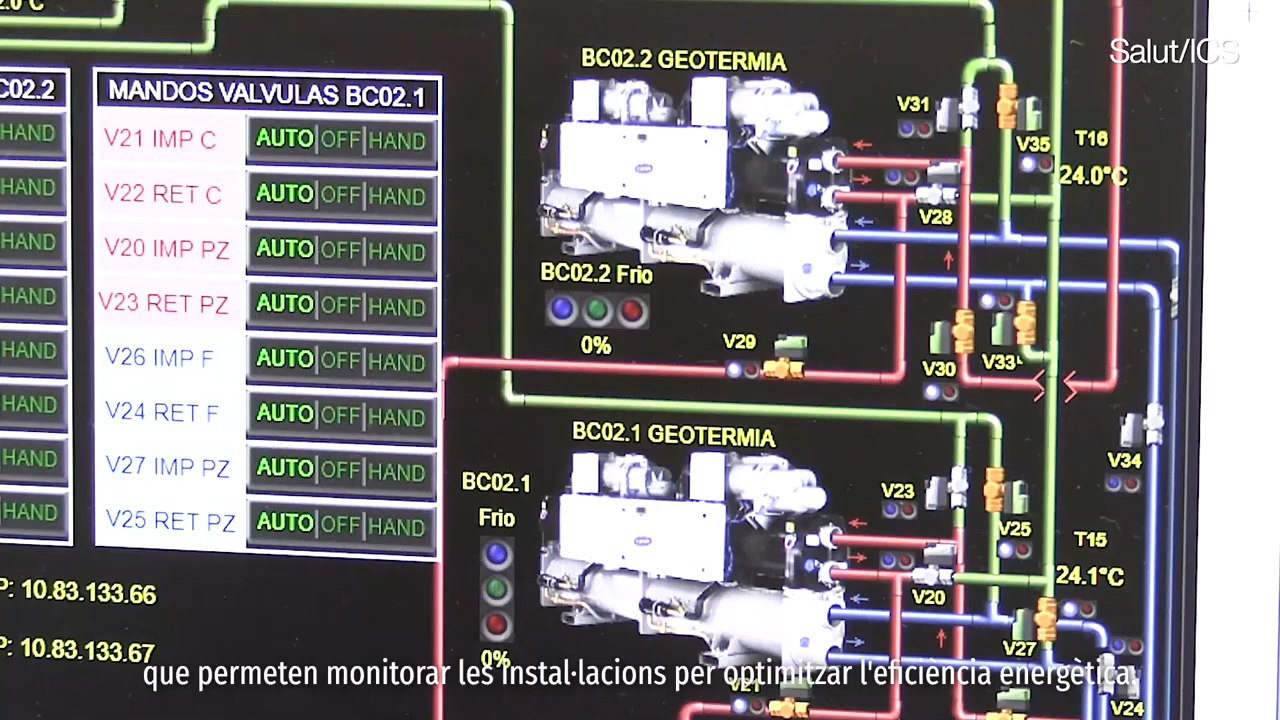 2.0°C
Salut/ICS
BC02.2 GEOTERMIA
C02.2
MANDOS VALVULAS BC02.1
HAND
V21 IMP C AUTO OFF HAND
HAND
V22 RET C AUTO OFF HAND
HAND
V20 IMP PZ AUTO OFF HAND
HAND
V23 RET PZ AUTO OFF HAND
HAND
V26 IMP F AUTO OFF HAND
HAND
V24 RET F AUTO OFF HAND
HAND
V27 IMP PZ AUTO OFF HAND
HAND
V25 RET PZ AUTO OFF HAND
V31
V35
T16
24.0°C
V28
BC02.2 Frio
0%
V29
V30
V33
V34
BC02.1 GEOTERMIA
BC02.1
Frio
0%
V23
V25
T15
24.1°C
V20
V27
V21
V24
P: 10.83.133.66
P: 10.83.133.67
que permeten monitorar les instal·lacions per optimitzar l'eficiència energètica.